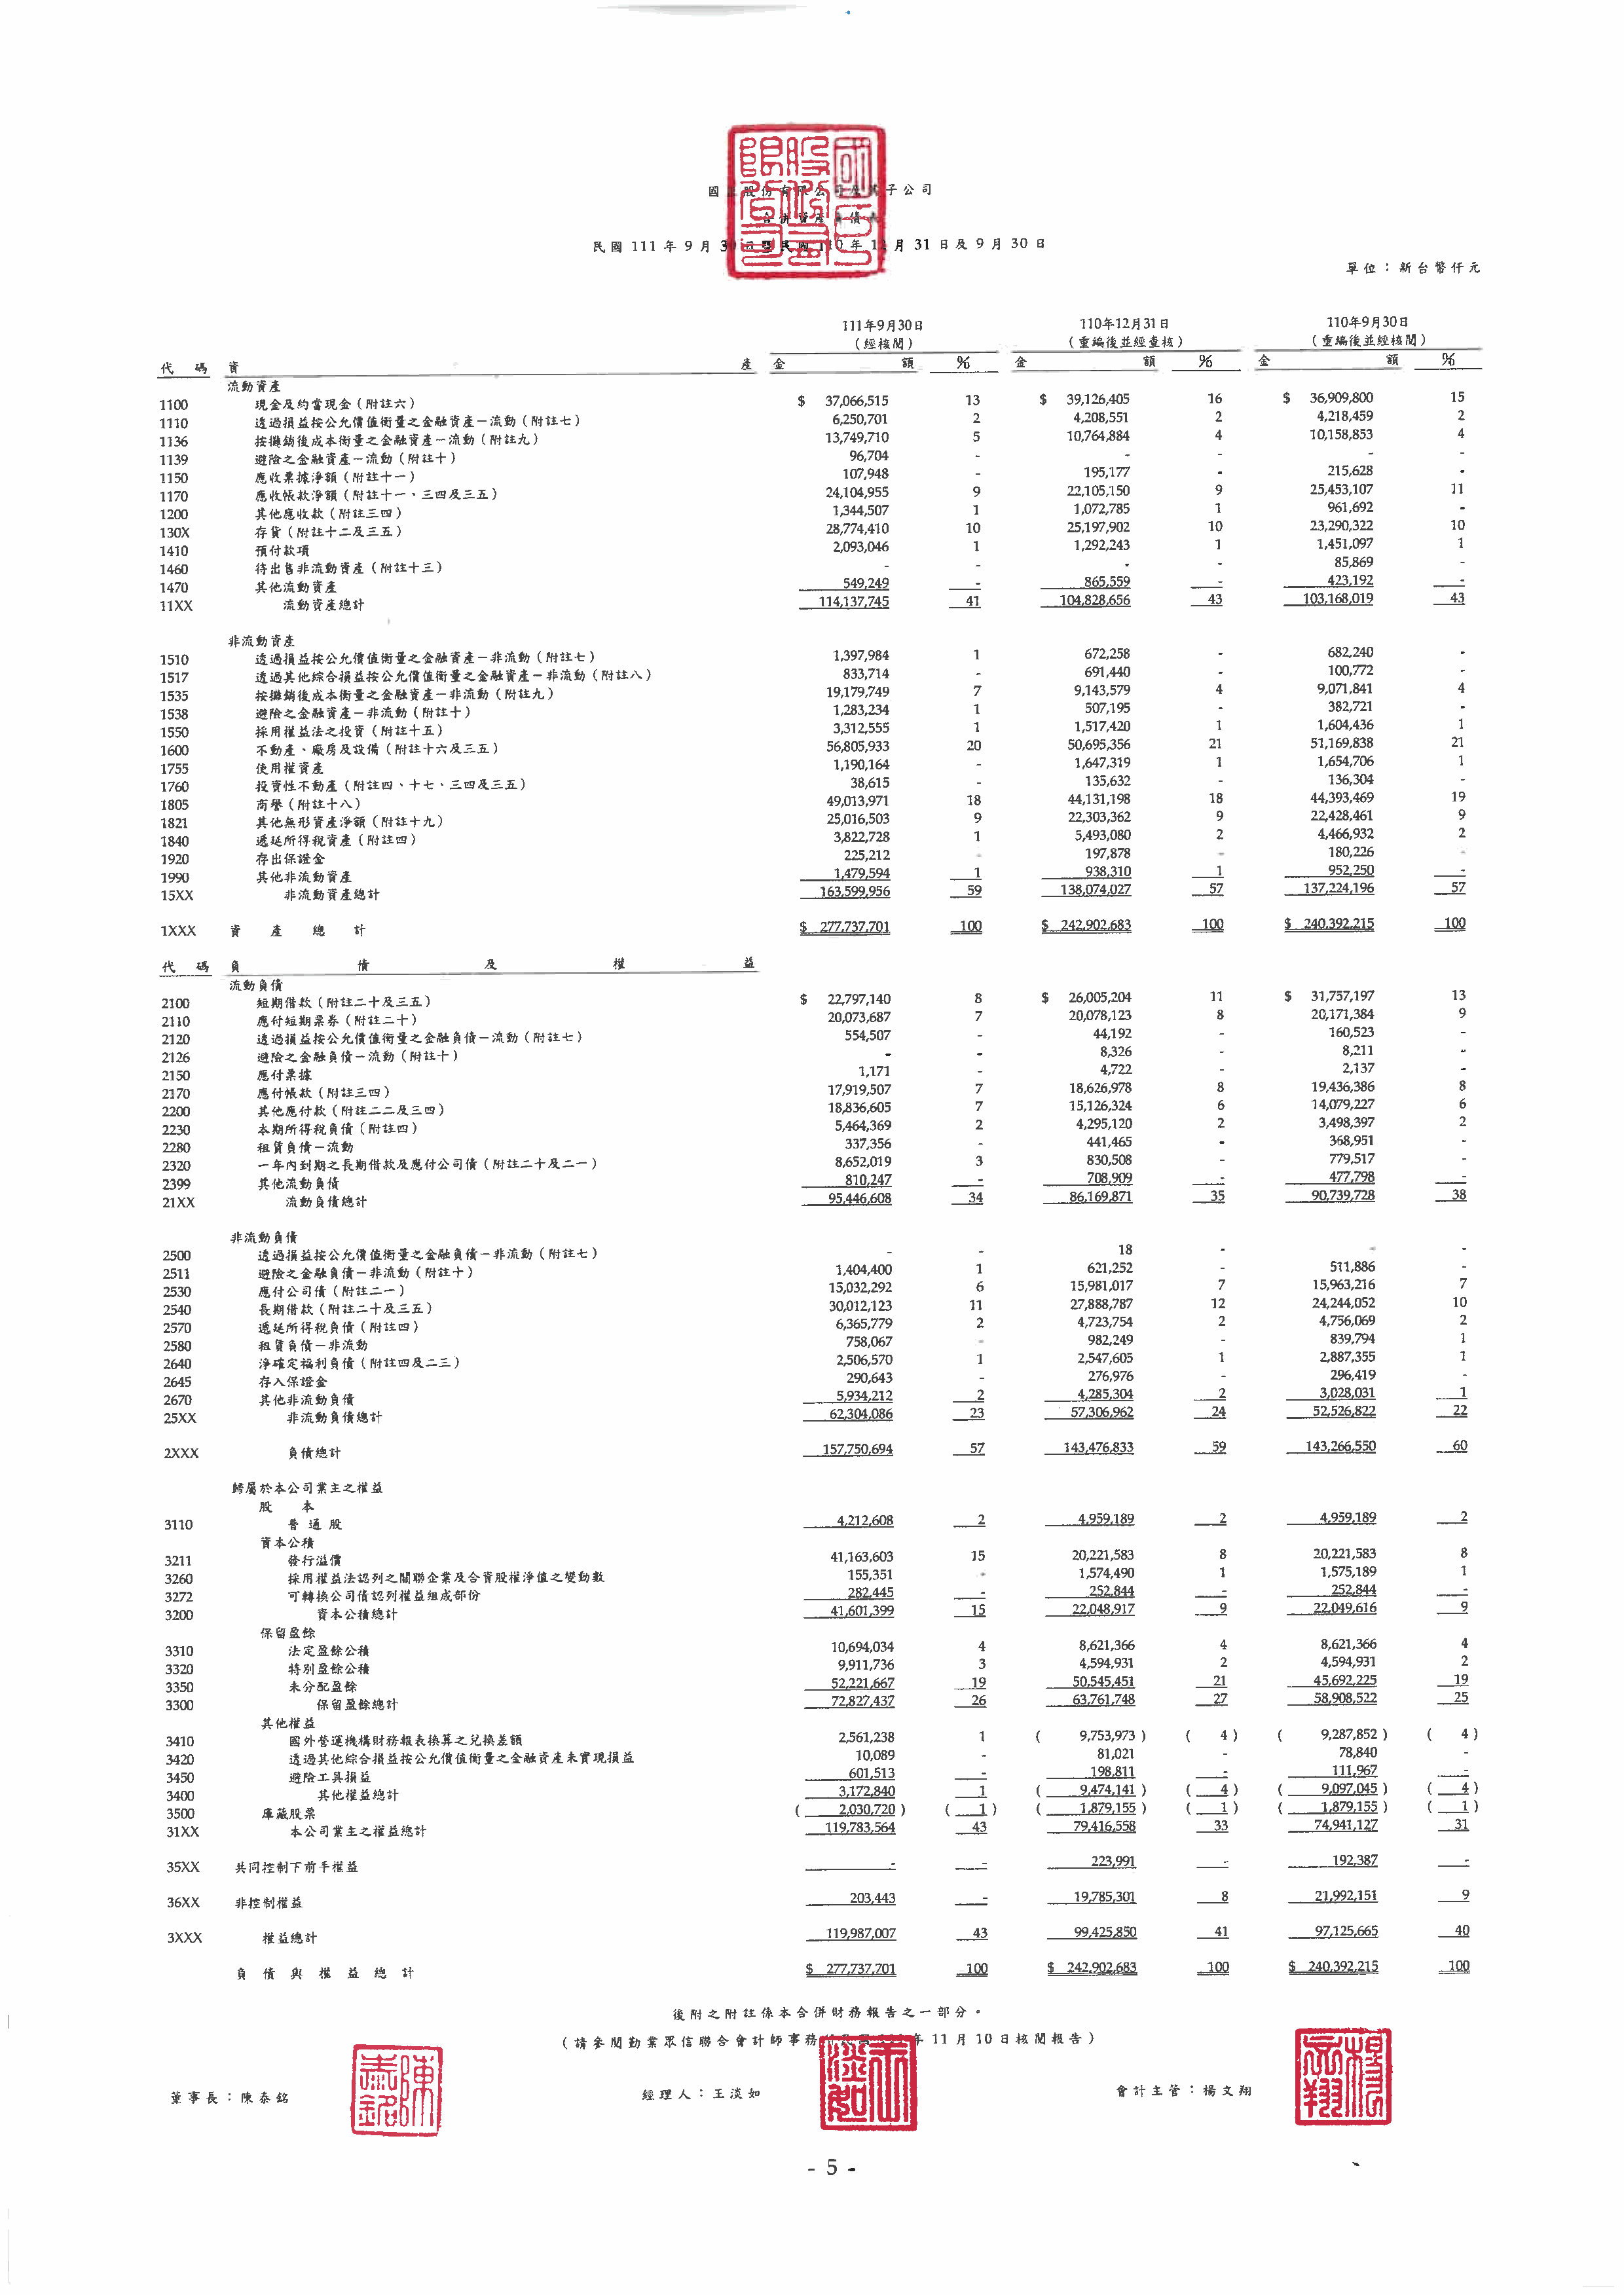 國巨股份有限公司及其子公司
合併資產負債表
民國 111 年 9 月 30 日暨民國 110 年 12 月 31 日及 9 月 30 日
單位：新台幣仟元
111年9月30日 110年12月31日 110年9月30日
（經核閱） （重編後並經查核） （重編後並經核閱）
代 碼 資 產 金 額 % 金 額 % 金 額 %
流動資產
1100 現金及約當現金（附註六） $ 37,066,515 13 $ 39,126,405 16 $ 36,909,800 15
1110 透過損益按公允價值衡量之金融資產－流動（附註七） 6,250,701 2 4,208,551 2 4,218,459 2
1136 按攤銷後成本衡量之金融資產－流動（附註九） 13,749,710 5 10,764,884 4 10,158,853 4
1139 避險之金融資產－流動（附註十） 96,704 - - - - -
1150 應收票據淨額（附註十一） 107,948 - 195,177 - 215,628 -
1170 應收帳款淨額（附註十一、三四及三五） 24,104,955 9 22,105,150 9 25,453,107 11
1200 其他應收款（附註三四） 1,344,507 1 1,072,785 1 961,692 -
130X 存貨（附註十二及三五） 28,774,410 10 25,197,902 10 23,290,322 10
1410 預付款項 2,093,046 1 1,292,243 1 1,451,097 1
1460 待出售非流動資產（附註十三） - - - - 85,869 -
1470 其他流動資產 549,249 - 865,559 - 423,192 -
11XX 流動資產總計 114,137,745 41 104,828,656 43 103,168,019 43
非流動資產
1510 透過損益按公允價值衡量之金融資產－非流動（附註七） 1,397,984 1 672,258 - 682,240 -
1517 透過其他綜合損益按公允價值衡量之金融資產－非流動（附註八） 833,714 - 691,440 - 100,772 -
1535 按攤銷後成本衡量之金融資產－非流動（附註九） 19,179,749 7 9,143,579 4 9,071,841 4
1538 避險之金融資產－非流動（附註十） 1,283,234 1 507,195 - 382,721 -
1550 採用權益法之投資（附註十五） 3,312,555 1 1,517,420 1 1,604,436 1
1600 不動產、廠房及設備（附註十六及三五） 56,805,933 20 50,695,356 21 51,169,838 21
1755 使用權資產 1,190,164 - 1,647,319 1 1,654,706 1
1760 投資性不動產（附註四、十七、三四及三五） 38,615 - 135,632 - 136,304 -
1805 商譽（附註十八） 49,013,971 18 44,131,198 18 44,393,469 19
1821 其他無形資產淨額（附註十九） 25,016,503 9 22,303,362 9 22,428,461 9
1840 遞延所得稅資產（附註四） 3,822,728 1 5,493,080 2 4,466,932 2
1920 存出保證金 225,212 - 197,878 - 180,226 -
1990 其他非流動資產 1,479,594 1 938,310 1 952,250 -
15XX 非流動資產總計 163,599,956 59 138,074,027 57 137,224,196 57
1XXX 資 產 總 計 $ 277,737,701 100 $ 242,902,683 100 $ 240,392,215 100
代 碼 負 債 及 權 益
流動負債
2100 短期借款（附註二十及三五） $ 22,797,140 8 $ 26,005,204 11 $ 31,757,197 13
2110 應付短期票券（附註二十） 20,073,687 7 20,078,123 8 20,171,384 9
2120 透過損益按公允價值衡量之金融負債－流動（附註七） 554,507 - 44,192 - 160,523 -
2126 避險之金融負債－流動（附註十） - - 8,326 - 8,211 -
2150 應付票據 1,171 - 4,722 - 2,137 -
2170 應付帳款（附註三四） 17,919,507 7 18,626,978 8 19,436,386 8
2200 其他應付款（附註二二及三四） 18,836,605 7 15,126,324 6 14,079,227 6
2230 本期所得稅負債（附註四） 5,464,369 2 4,295,120 2 3,498,397 2
2280 租賃負債－流動 337,356 - 441,465 - 368,951 -
2320 一年內到期之長期借款及應付公司債（附註二十及二一） 8,652,019 3 830,508 - 779,517 -
2399 其他流動負債 810,247 - 708,909 - 477,798 -
21XX 流動負債總計 95,446,608 34 86,169,871 35 90,739,728 38
非流動負債
2500 透過損益按公允價值衡量之金融負債－非流動（附註七） - - 18 - - -
2511 避險之金融負債－非流動（附註十） 1,404,400 1 621,252 - 511,886 -
2530 應付公司債（附註二一） 15,032,292 6 15,981,017 7 15,963,216 7
2540 長期借款（附註二十及三五） 30,012,123 11 27,888,787 12 24,244,052 10
2570 遞延所得稅負債（附註四） 6,365,779 2 4,723,754 2 4,756,069 2
2580 租賃負債－非流動 758,067 - 982,249 - 839,794 1
2640 淨確定福利負債（附註四及二三） 2,506,570 1 2,547,605 1 2,887,355 1
2645 存入保證金 290,643 - 276,976 - 296,419 -
2670 其他非流動負債 5,934,212 2 4,285,304 2 3,028,031 1
25XX 非流動負債總計 62,304,086 23 57,306,962 24 52,526,822 22
2XXX 負債總計 157,750,694 57 143,476,833 59 143,266,550 60
歸屬於本公司業主之權益
股 本
3110 普 通 股 4,212,608 2 4,959,189 2 4,959,189 2
資本公積
3211 發行溢價 41,163,603 15 20,221,583 8 20,221,583 8
3260 採用權益法認列之關聯企業及合資股權淨值之變動數 155,351 - 1,574,490 1 1,575,189 1
3272 可轉換公司債認列權益組成部份 282,445 - 252,844 - 252,844 -
3200 資本公積總計 41,601,399 15 22,048,917 9 22,049,616 9
保留盈餘
3310 法定盈餘公積 10,694,034 4 8,621,366 4 8,621,366 4
3320 特別盈餘公積 9,911,736 3 4,594,931 2 4,594,931 2
3350 未分配盈餘 52,221,667 19 50,545,451 21 45,692,225 19
3300 保留盈餘總計 72,827,437 26 63,761,748 27 58,908,522 25
其他權益
3410 國外營運機構財務報表換算之兌換差額 2,561,238 1 ( 9,753,973 ) ( 4 ) ( 9,287,852 ) ( 4 )
3420 透過其他綜合損益按公允價值衡量之金融資產未實現損益 10,089 - 81,021 - 78,840 -
3450 避險工具損益 601,513 - 198,811 - 111,967 -
3400 其他權益總計 3,172,840 1 ( 9,474,141 ) ( 4 ) ( 9,097,045 ) ( 4 )
3500 庫藏股票 ( 2,030,720 ) ( 1 ) ( 1,879,155 ) ( 1 ) ( 1,879,155 ) ( 1 )
31XX 本公司業主之權益總計 119,783,564 43 79,416,558 33 74,941,127 31
35XX 共同控制下前手權益 - - 223,991 - 192,387 -
36XX 非控制權益 203,443 - 19,785,301 8 21,992,151 9
3XXX 權益總計 119,987,007 43 99,425,850 41 97,125,665 40
負 債 與 權 益 總 計 $ 277,737,701 100 $ 242,902,683 100 $ 240,392,215 100
後附之附註係本合併財務報告之一部分。
（請參閱勤業眾信聯合會計師事務所民國 111 年 11 月 10 日核閱報告）
董事長：陳泰銘 經理人：王淡如 會計主管：楊文翔
- 5 -